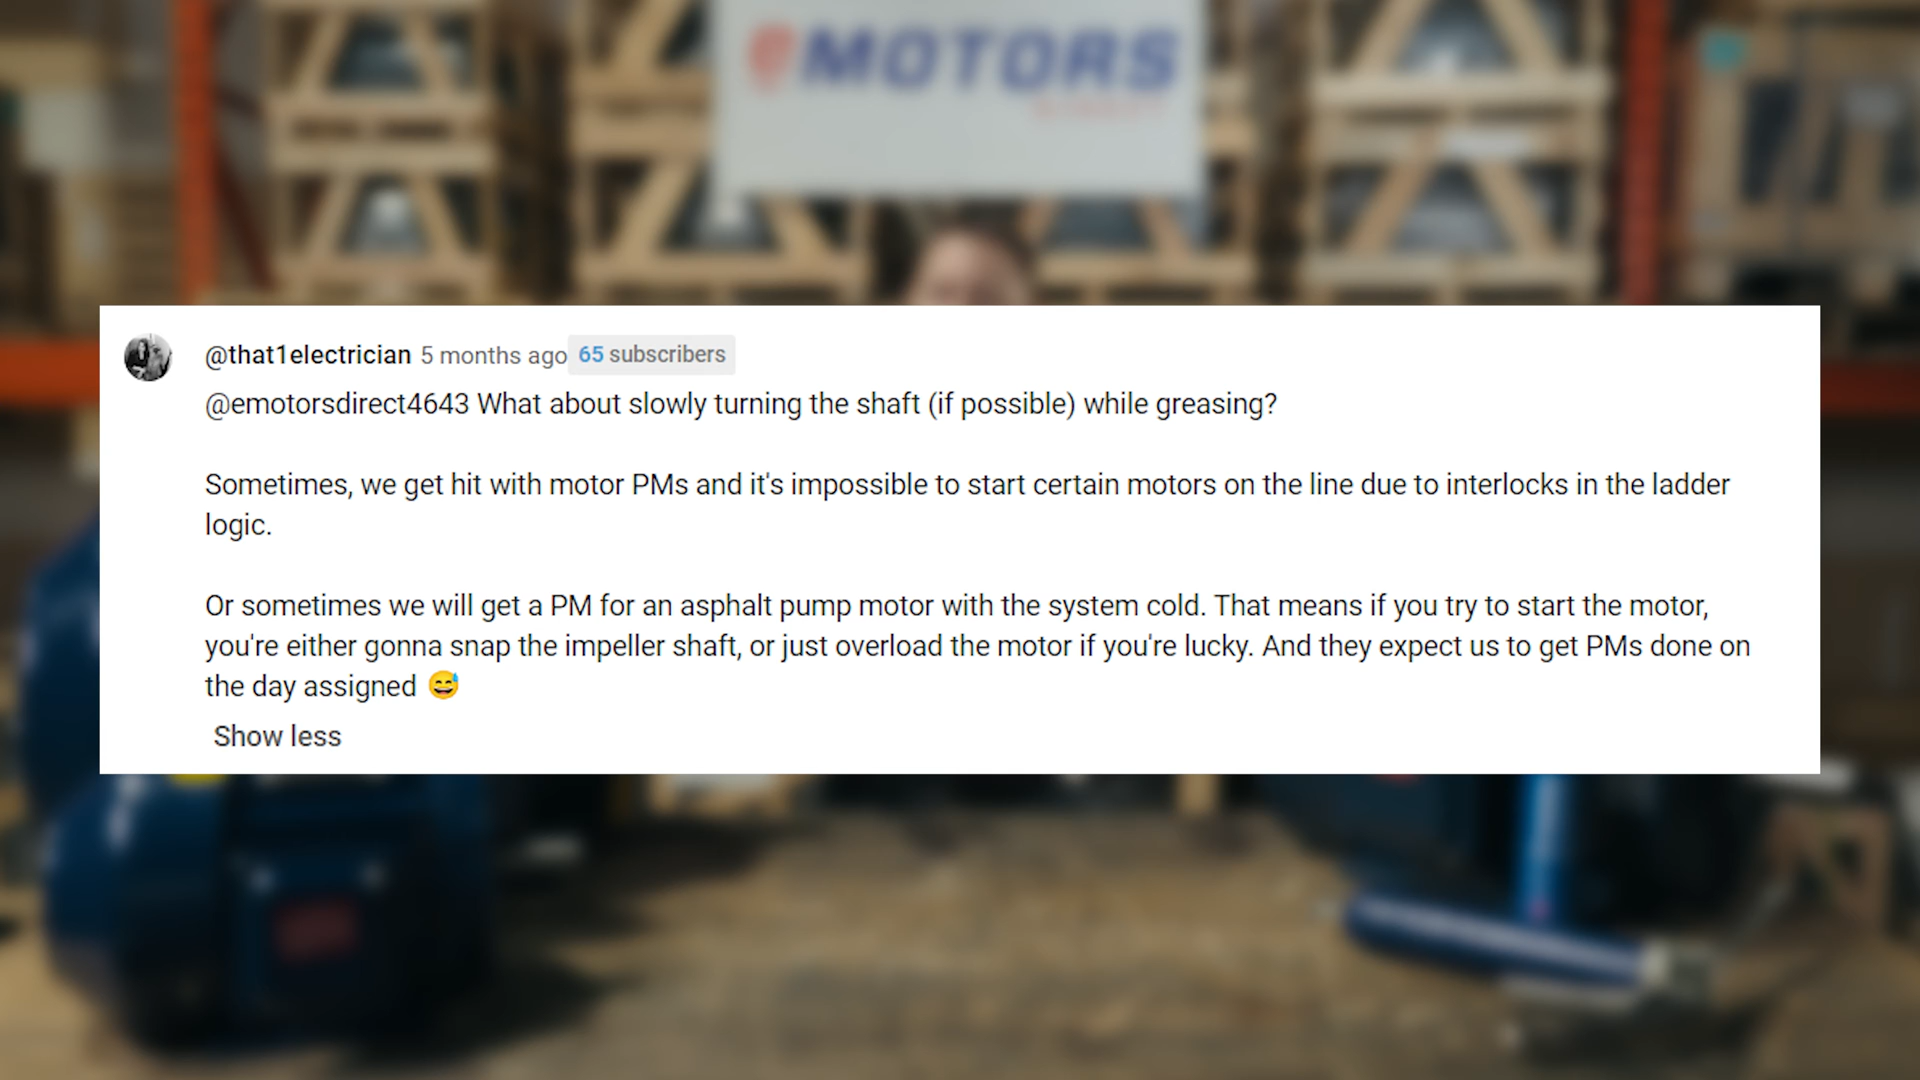 MOTORS
@that1electrician 5 months ago 65 subscribers
@emotorsdirect4643 What about slowly turning the shaft (if possible) while greasing?
Sometimes, we get hit with motor PMs and it's impossible to start certain motors on the line due to interlocks in the ladder
logic.
Or sometimes we will get a PM for an asphalt pump motor with the system cold. That means if you try to start the motor,
you're either gonna snap the impeller shaft, or just overload the motor if you're lucky. And they expect us to get PMs done on
the day assigned 😅
Show less